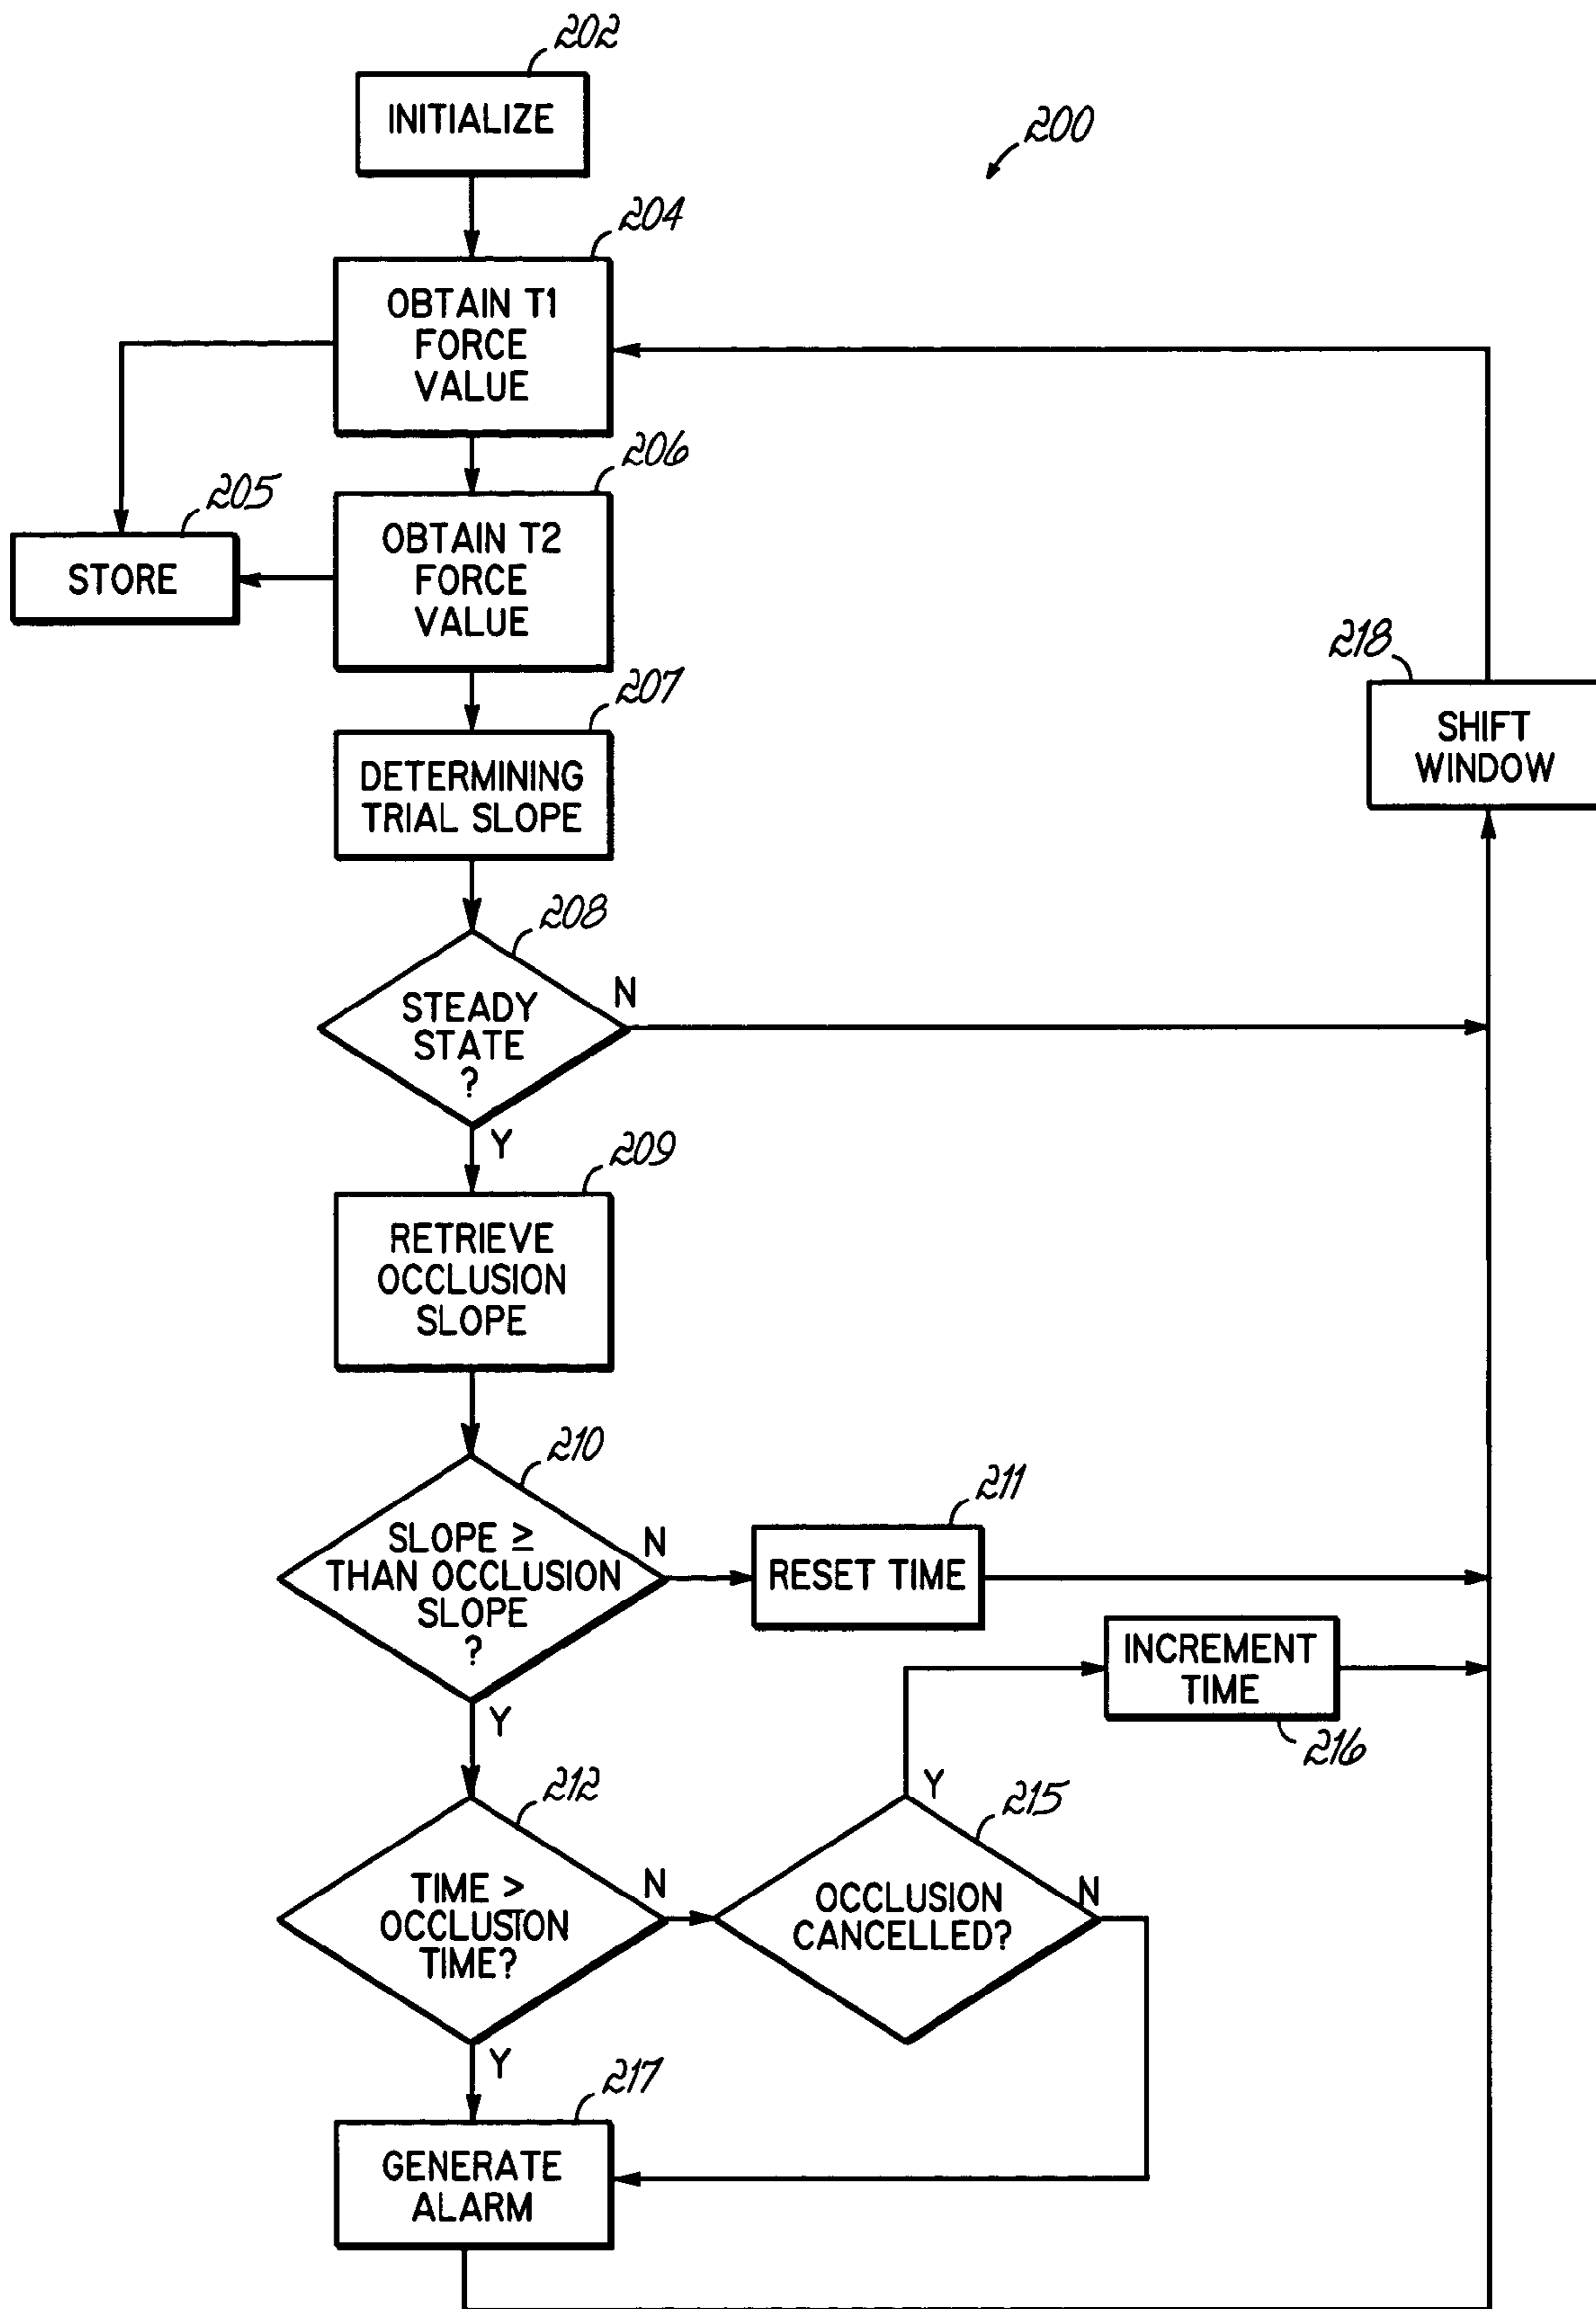 202
INITIALIZE
200
204
OBTAIN T1
FORCE
VALUE
206
205
OBTAIN T2
FORCE
VALUE
STORE
218
SHIFT
WINDOW
207
DETERMINING
TRIAL SLOPE
208
STEADY
STATE
?
N
Y
209
RETRIEVE
OCCLUSION
SLOPE
210
SLOPE ≥
THAN OCCLUSION
SLOPE
?
N
Y
211
RESET TIME
INCREMENT
TIME
216
212
TIME >
OCCLUSION
TIME?
N
Y
215
OCCLUSION
CANCELLED?
Y
N
217
GENERATE
ALARM